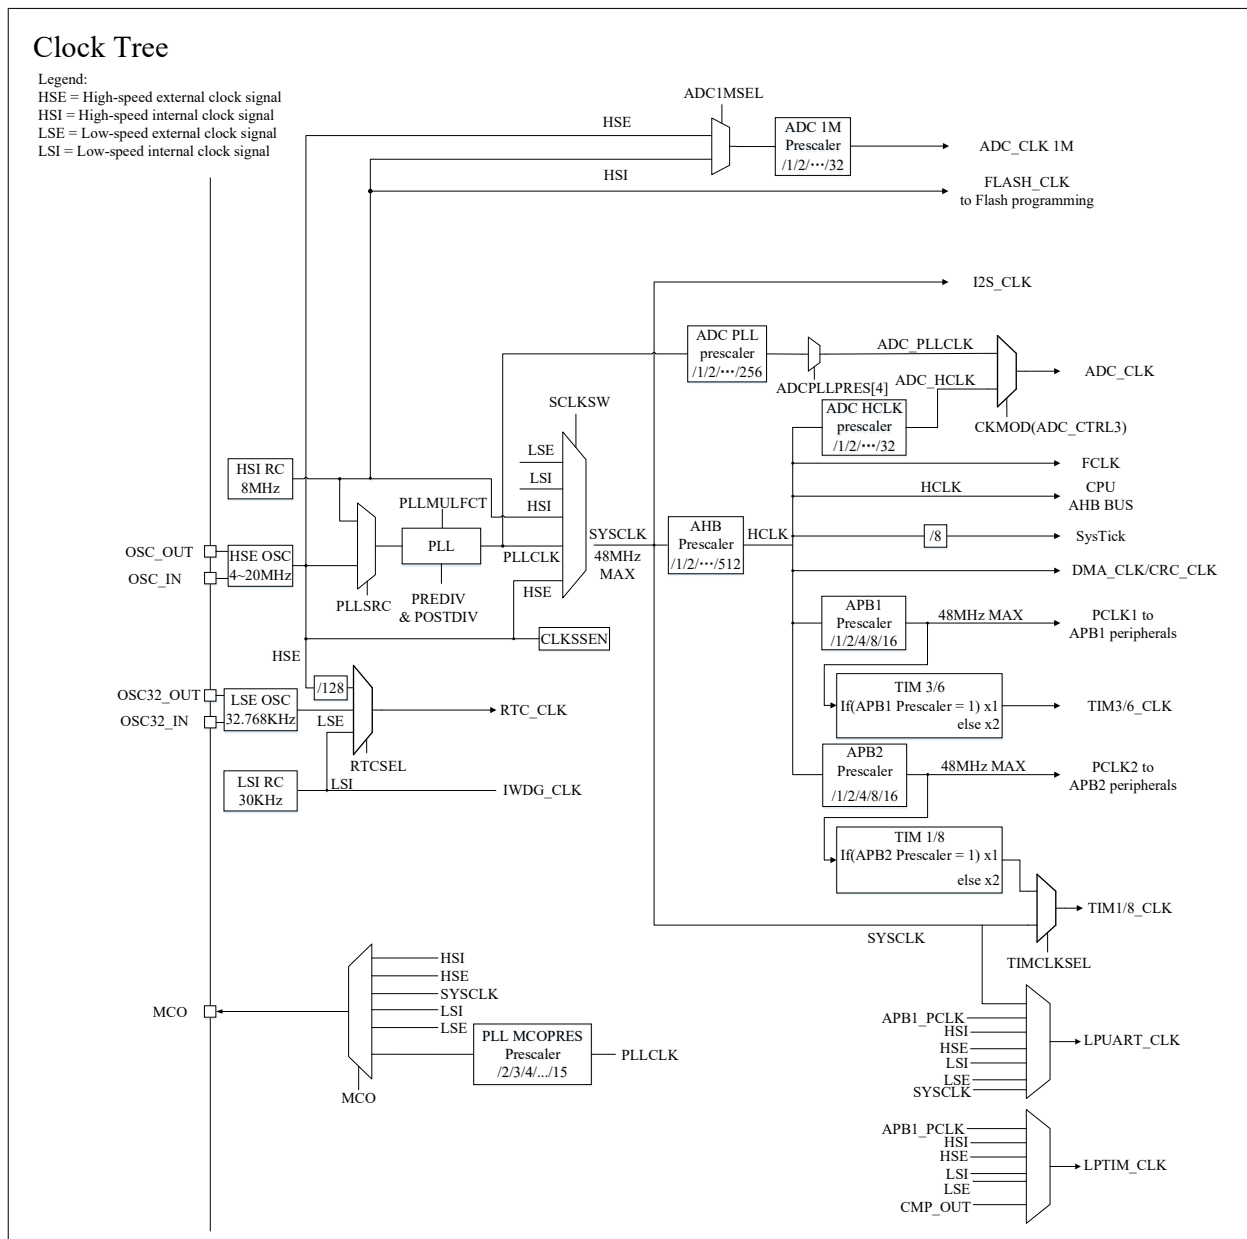 Clock Tree
Legend:
HSE = High-speed external clock signal
HSI = High-speed internal clock signal
LSE = Low-speed external clock signal
LSI = Low-speed internal clock signal
ADC1MSEL
HSE
ADC 1M
Prescaler
/1/2/···/32
ADC_CLK 1M
HSI
FLASH_CLK
to Flash programming
I2S_CLK
ADC PLL
prescaler
/1/2/···/256
ADC_PLLCLK
ADCPLLPRES[4]
ADC_HCLK
ADC_CLK
ADC HCLK
prescaler
/1/2/···/32
CKMOD(ADC_CTRL3)
SCLKSW
LSE
LSI
HSI
PLLCLK
HSE
HSI RC
8MHz
PLLMULFCT
PLL
OSC_OUT
OSC_IN
HSE OSC
4~20MHz
PLLSRC
PREDIV
& POSTDIV
SYSCLK
48MHz
MAX
AHB
Prescaler
/1/2/···/512
HCLK
FCLK
HCLK
CPU
AHB BUS
/8
SysTick
DMA_CLK/CRC_CLK
CLKSSEN
HSE
APB1
Prescaler
/1/2/4/8/16
48MHz MAX
PCLK1 to
APB1 peripherals
OSC32_OUT
OSC32_IN
LSE OSC
32.768KHz
/128
LSE
RTC_CLK
RTCSEL
TIM 3/6
If(APB1 Prescaler = 1) x1
else x2
TIM3/6_CLK
LSI RC
30KHz
LSI
IWDG_CLK
APB2
Prescaler
/1/2/4/8/16
48MHz MAX
PCLK2 to
APB2 peripherals
TIM 1/8
If(APB2 Prescaler = 1) x1
else x2
TIM1/8_CLK
SYSCLK
TIMCLKSEL
MCO
HSI
HSE
SYSCLK
LSI
LSE
PLL MCOPRES
Prescaler
/2/3/4/.../15
PLLCLK
MCO
APB1_PCLK
HSI
HSE
LSI
LSE
SYSCLK
LPUART_CLK
APB1_PCLK
HSI
HSE
LSI
LSE
CMP_OUT
LPTIM_CLK